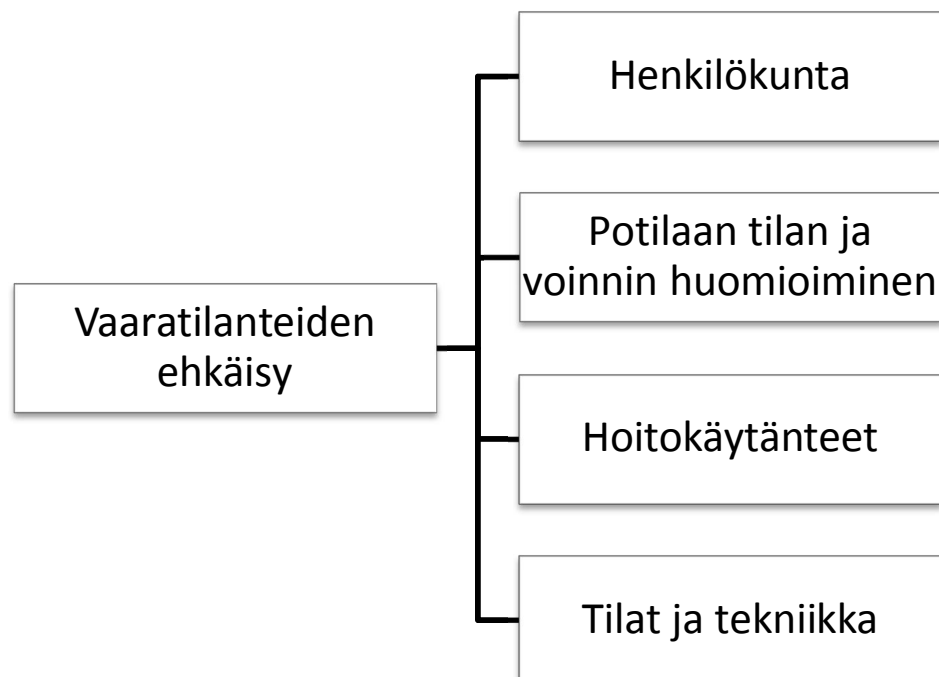 Henkilökunta
Potilaan tilan ja
voinnin huomioiminen
Vaaratilanteiden
ehkäisy
Hoitokäytänteet
Tilat ja tekniikka